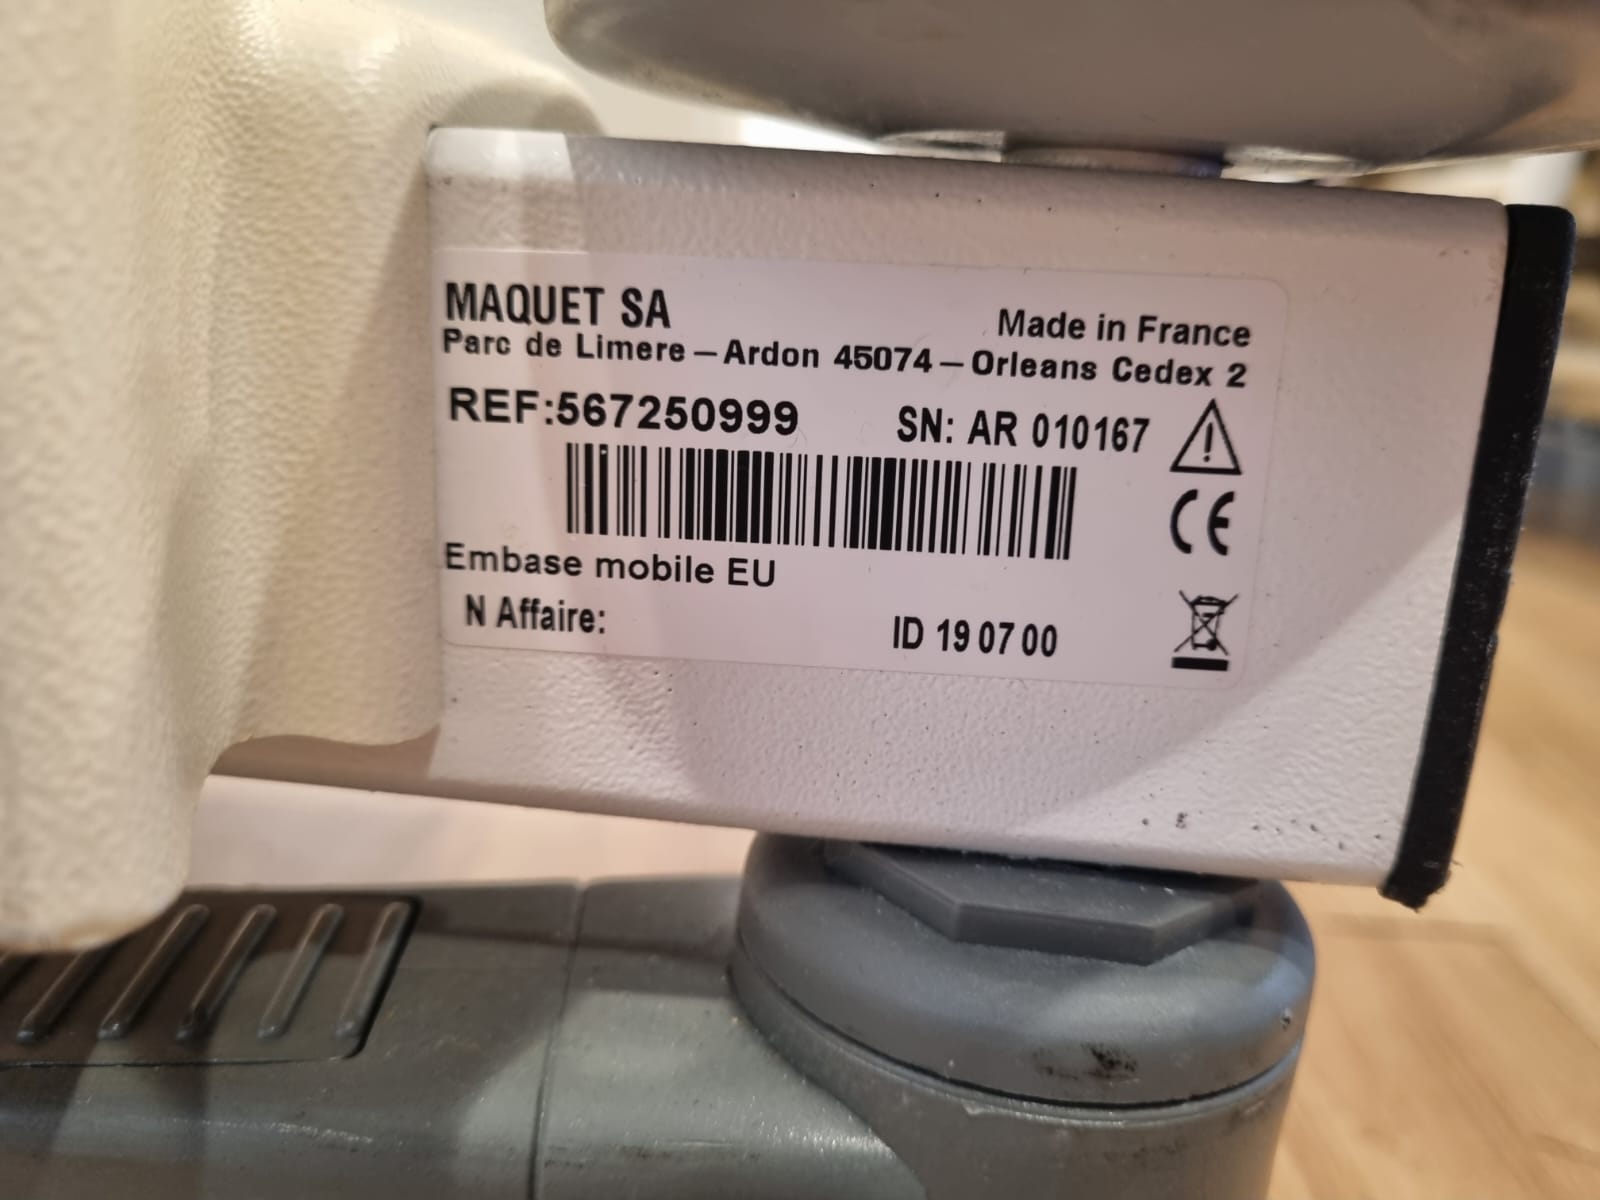 MAQUET SA
Made in France
Parc de Limere – Ardon 45074 – Orleans Cedex 2
REF:567250999 SN: AR 010167
CE
Embase mobile EU
N Affaire: ID 19 07 00